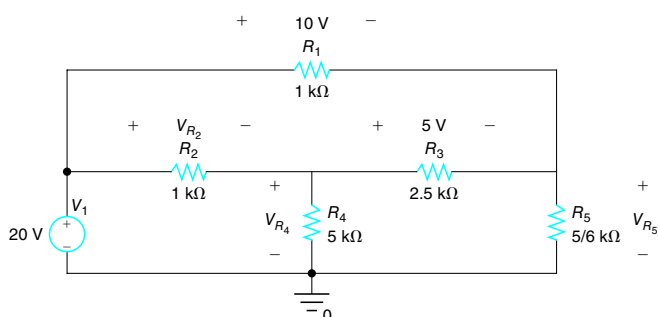 + 10 V −
R1
1 kΩ
+ VR2 − + 5 V −
R2 R3
1 kΩ 2.5 kΩ
V1 + R4 R5 +
20 V + − VR4 5 kΩ 5/6 kΩ VR5
− −
0